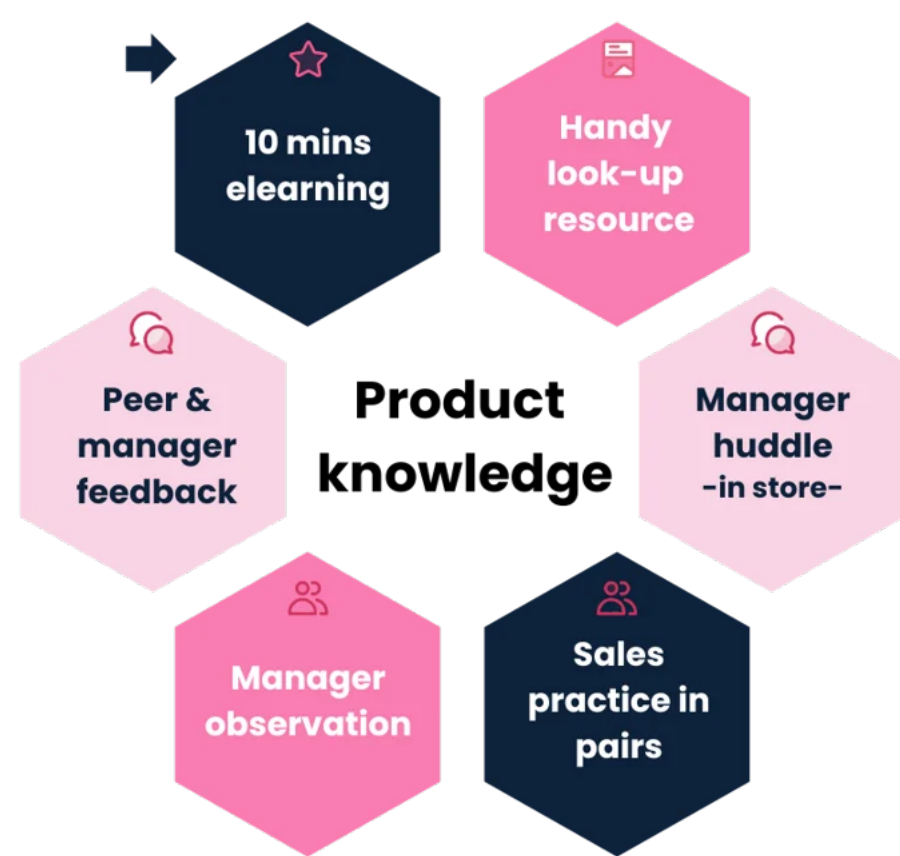 10 mins
elearning
Handy
look-up
resource
Manager
huddle
-in store-
Sales
practice in
pairs
Manager
observation
Peer &
manager
feedback
Product
knowledge